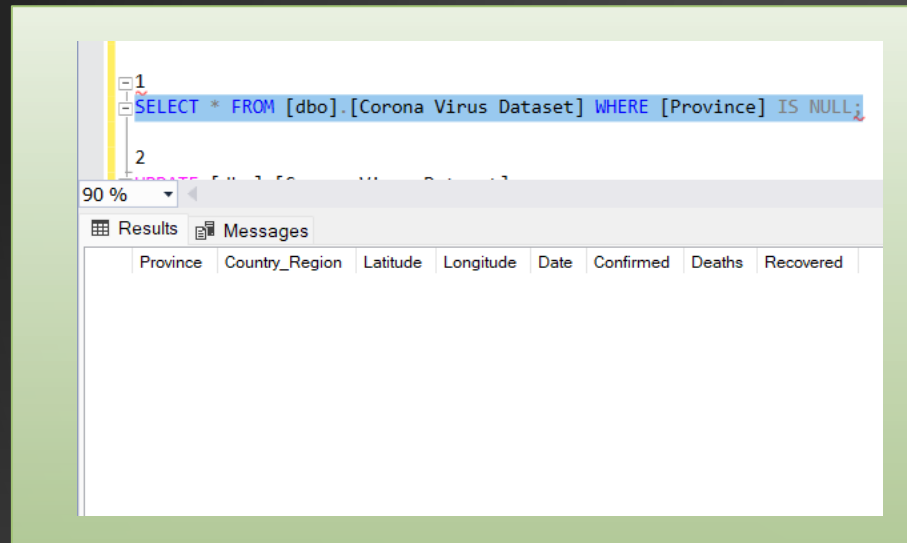 1
SELECT * FROM [dbo].[Corona Virus Dataset] WHERE [Province] IS NULL;
2
90 %
Results Messages
Province Country_Region Latitude Longitude Date Confirmed Deaths Recovered